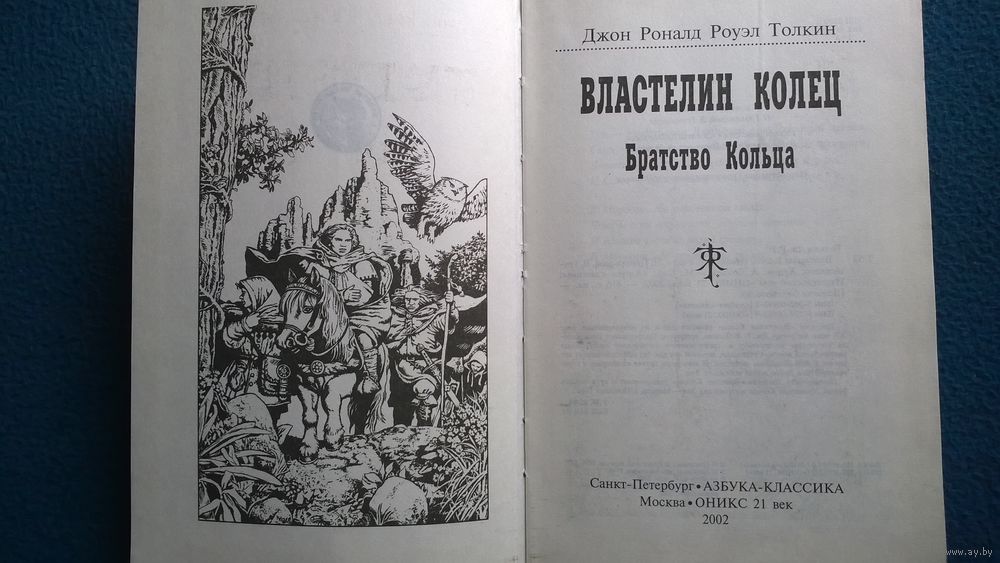 Джон Роналд Роуэл Толкин
ВЛАСТЕЛИН КОЛЕЦ
Братство Кольца
Санкт-Петербург • АЗБУКА-КЛАССИКА
Москва • ОНИКС 21 век
2002
www.ay.by